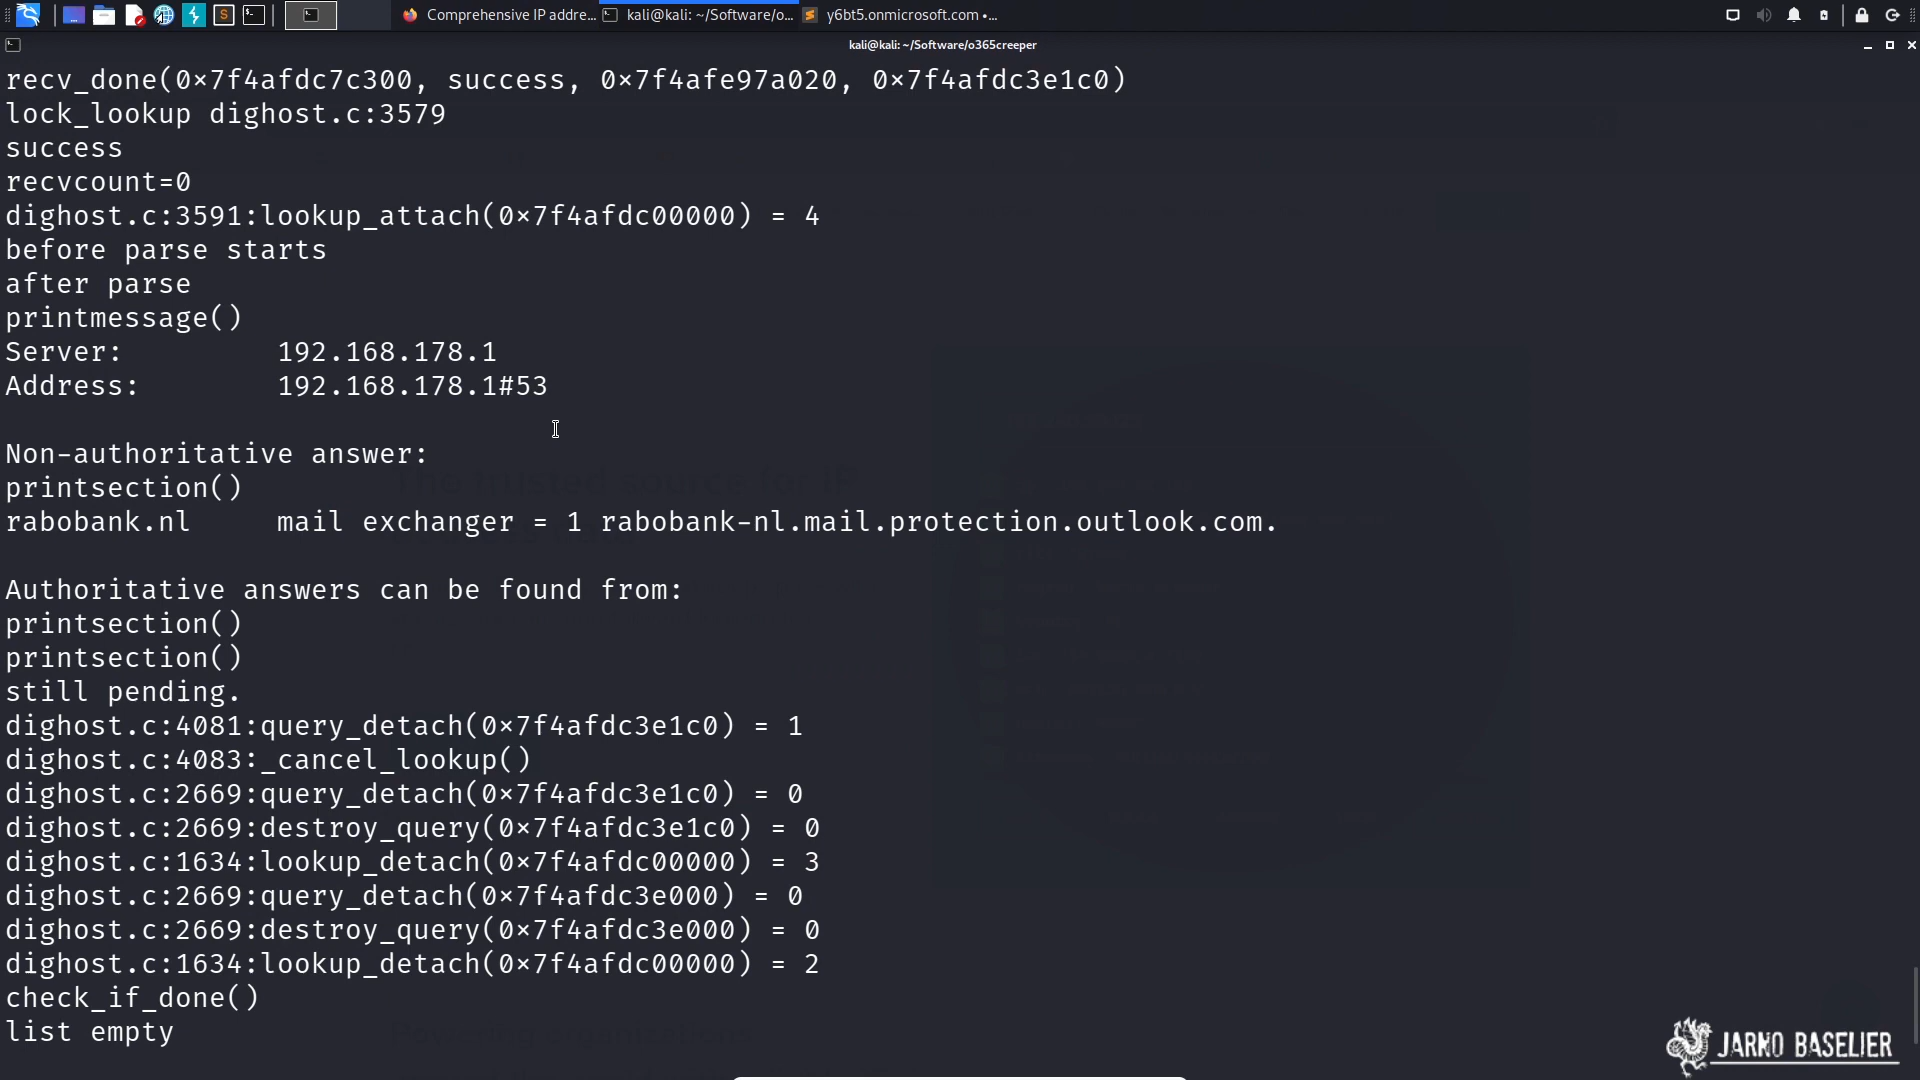 Comprehensive IP addre...
kali@kali: ~/Software/o...
y6bt5.onmicrosoft.com •...
kali@kali: ~/Software/o365creeper
recv_done(0×7f4afdc7c300, success, 0×7f4afe97a020, 0×7f4afdc3e1c0)
lock_lookup dighost.c:3579
success
recvcount=0
dighost.c:3591:lookup_attach(0×7f4afdc00000) = 4
before parse starts
after parse
printmessage()
Server: 192.168.178.1
Address: 192.168.178.1#53
Non-authoritative answer:
printsection()
rabobank.nl mail exchanger = 1 rabobank-nl.mail.protection.outlook.com.
Authoritative answers can be found from:
printsection()
printsection()
still pending.
dighost.c:4081:query_detach(0×7f4afdc3e1c0) = 1
dighost.c:4083:_cancel_lookup()
dighost.c:2669:query_detach(0×7f4afdc3e1c0) = 0
dighost.c:2669:destroy_query(0×7f4afdc3e1c0) = 0
dighost.c:1634:lookup_detach(0×7f4afdc00000) = 3
dighost.c:2669:query_detach(0×7f4afdc3e000) = 0
dighost.c:2669:destroy_query(0×7f4afdc3e000) = 0
dighost.c:1634:lookup_detach(0×7f4afdc00000) = 2
check_if_done()
list empty
JARNO BASELIER